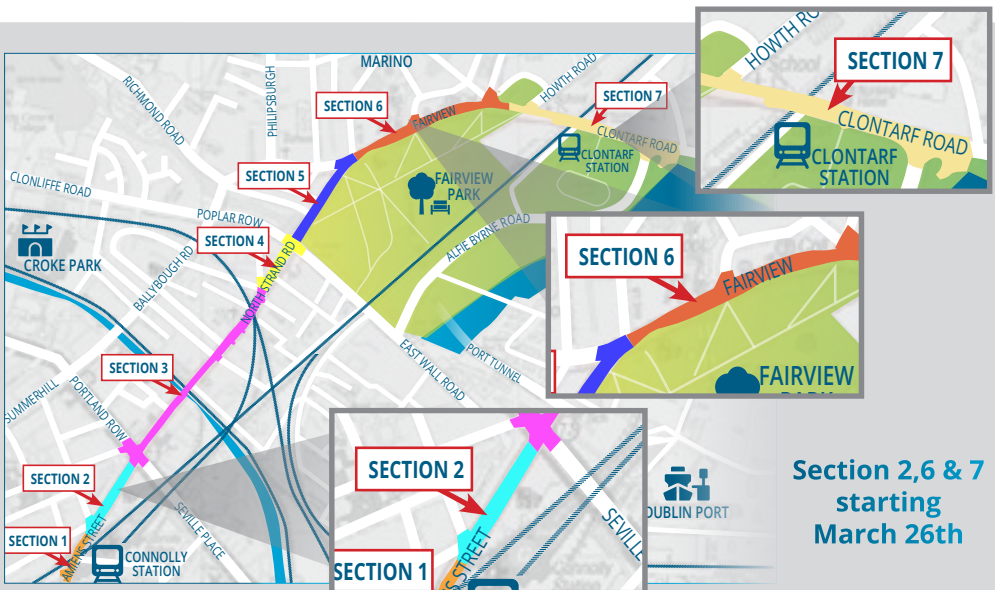 MARINO
HOWTH ROAD
RICHMOND ROAD
PHILIPSBURGH
SECTION 6
FAIRVIEW
SECTION 7
CLONTARF ROAD
CLONTARF
STATION
SECTION 5
FAIRVIEW
PARK
CLONLIFFE ROAD
POPLAR ROW
SECTION 4
ALFIE BYRNE ROAD
CROKE PARK
BALLYBOUGH RD
NORTH STRAND RD
EAST WALL ROAD
PORT TUNNEL
SECTION 3
SUMMERHILL
PORTLAND ROW
SECTION 2
SEVILLE PLACE
SECTION 1
AMIENS STREET
CONNOLLY
STATION
DUBLIN PORT
HOWTH RO
SECTION 7
CLONTARF ROAD
CLONTARF
STATION
SECTION 6
FAIRVIEW
FAIRVIEW
SECTION 2
SEVILLE
SECTION 1
S STREET
Section 2,6 & 7
starting
March 26th